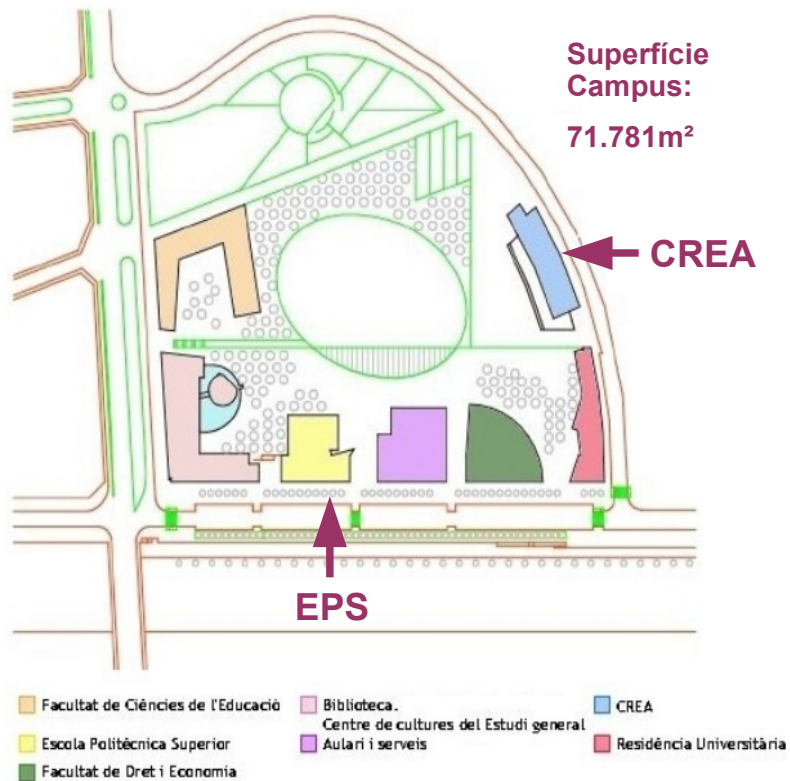 Superfície
Campus:
71.781m²
CREA
EPS
Facultat de Ciències de l'Educació
Biblioteca.
Centre de cultures del Estudi general
CREA
Escola Politècnica Superior
Aulari i serveis
Residència Universitària
Facultat de Dret i Economia